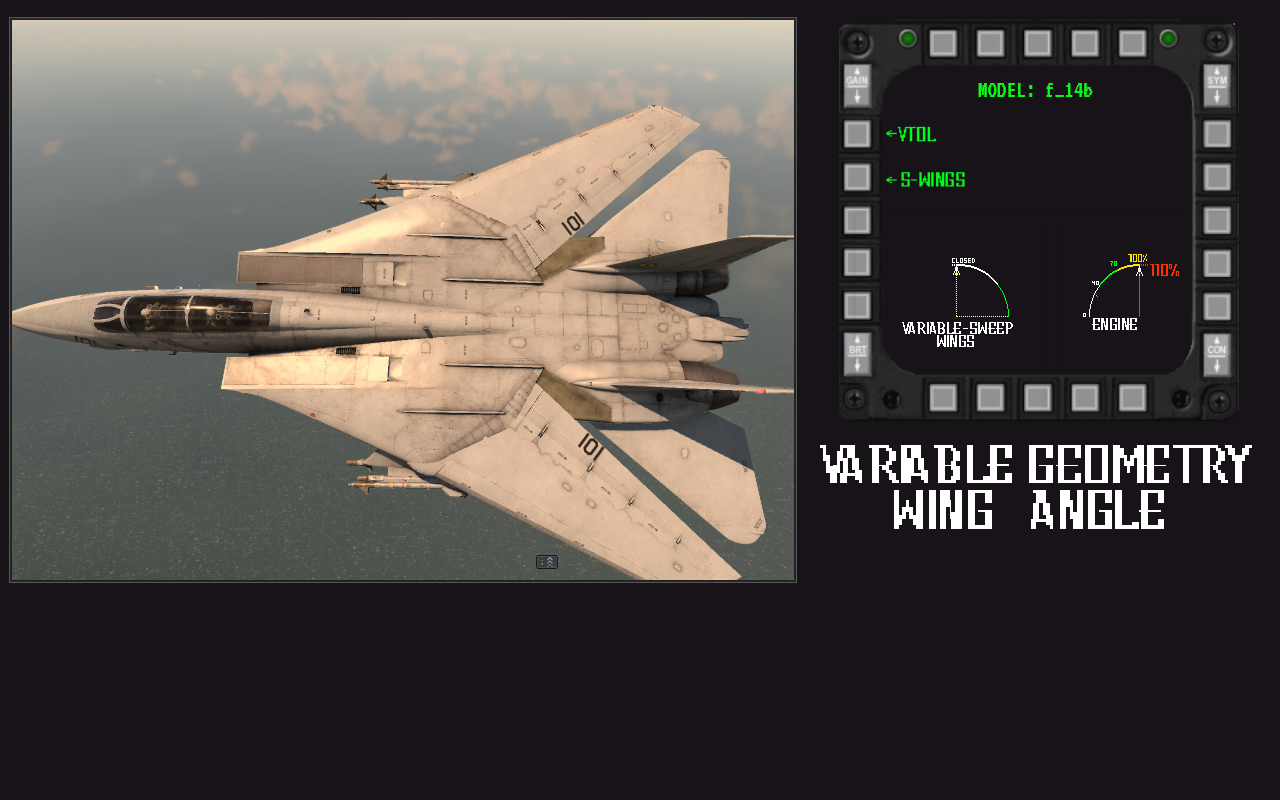 MODEL: f_14b
GAIN
SYM
←VTOL
←S-WINGS
101
CLOSED
70
100%
110%
40
0
VARIABLE-SWEEP
WINGS
ENGINE
BRT
CON
101
VARIABLE GEOMETRY
WING ANGLE